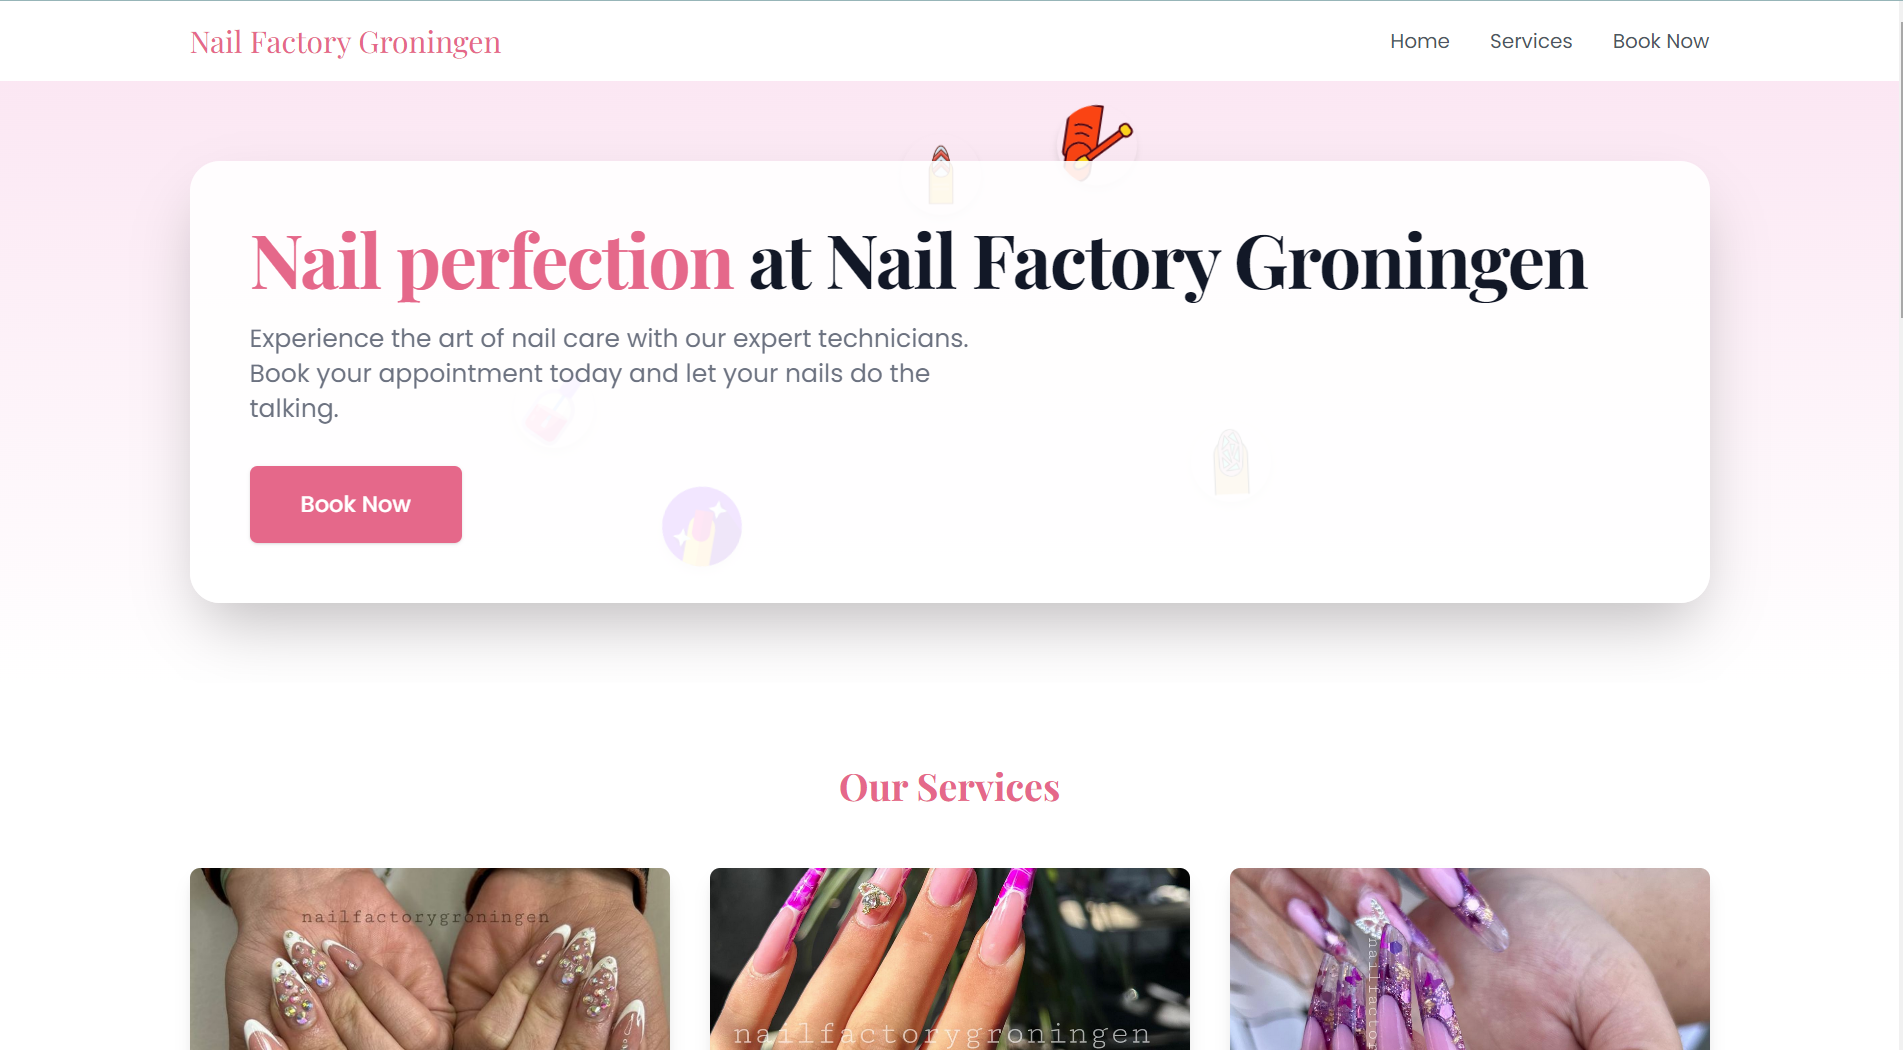 Nail Factory Groningen
Home
Services
Book Now
Nail perfection at Nail Factory Groningen
Experience the art of nail care with our expert technicians.
Book your appointment today and let your nails do the
talking.
Book Now
Our Services
nailfactorygroningen
nailfactorygroningen